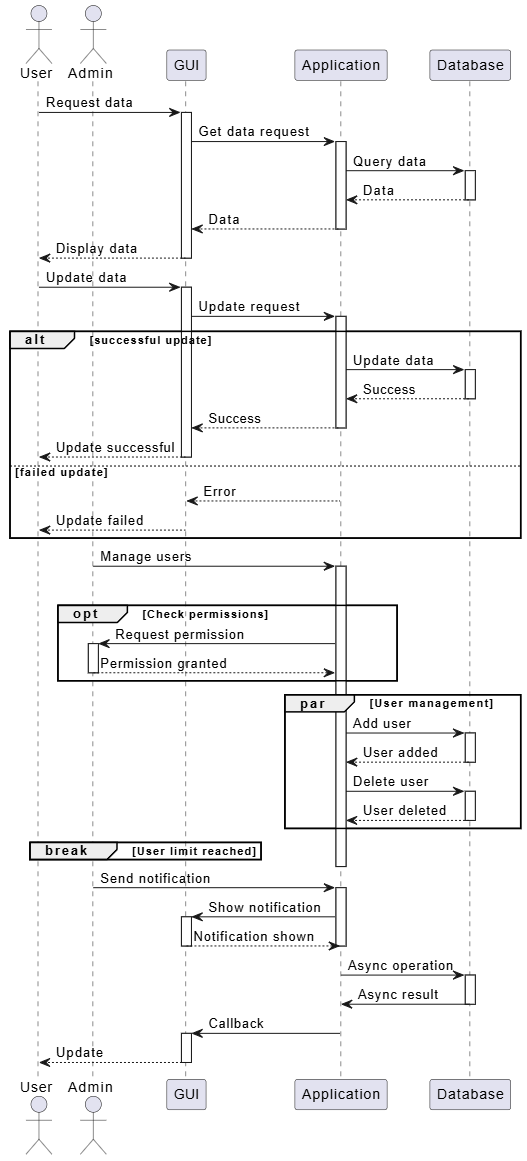 User Admin GUI Application Database
Request data
Get data request
Query data
Data
Data
Display data
Update data
Update request
alt [successful update]
Update data
Success
Success
Update successful
[failed update]
Error
Update failed
Manage users
opt [Check permissions]
Request permission
Permission granted
par [User management]
Add user
User added
Delete user
User deleted
break [User limit reached]
Send notification
Show notification
Notification shown
Async operation
Async result
Callback
Update
User Admin GUI Application Database